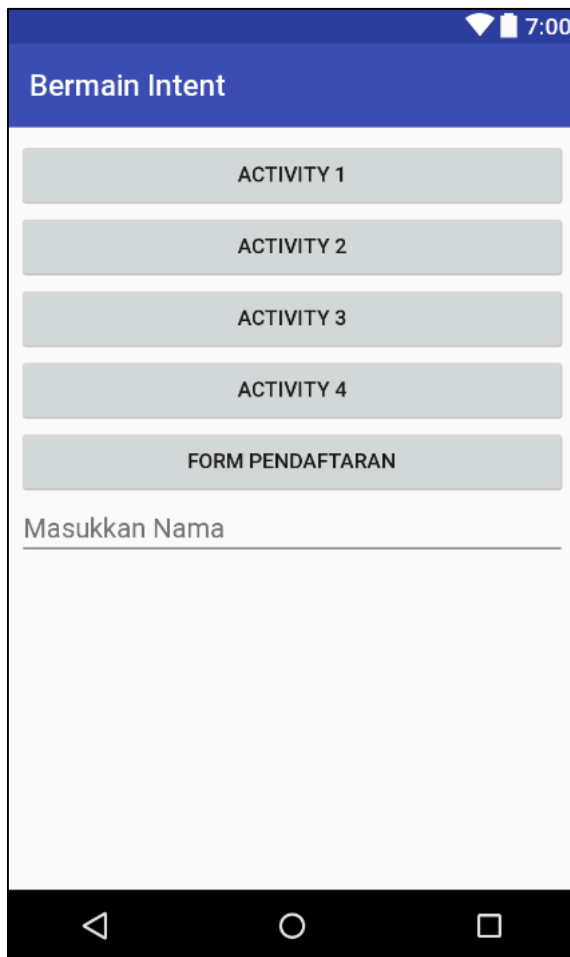 7:00
Bermain Intent
ACTIVITY 1
ACTIVITY 2
ACTIVITY 3
ACTIVITY 4
FORM PENDAFTARAN
Masukkan Nama